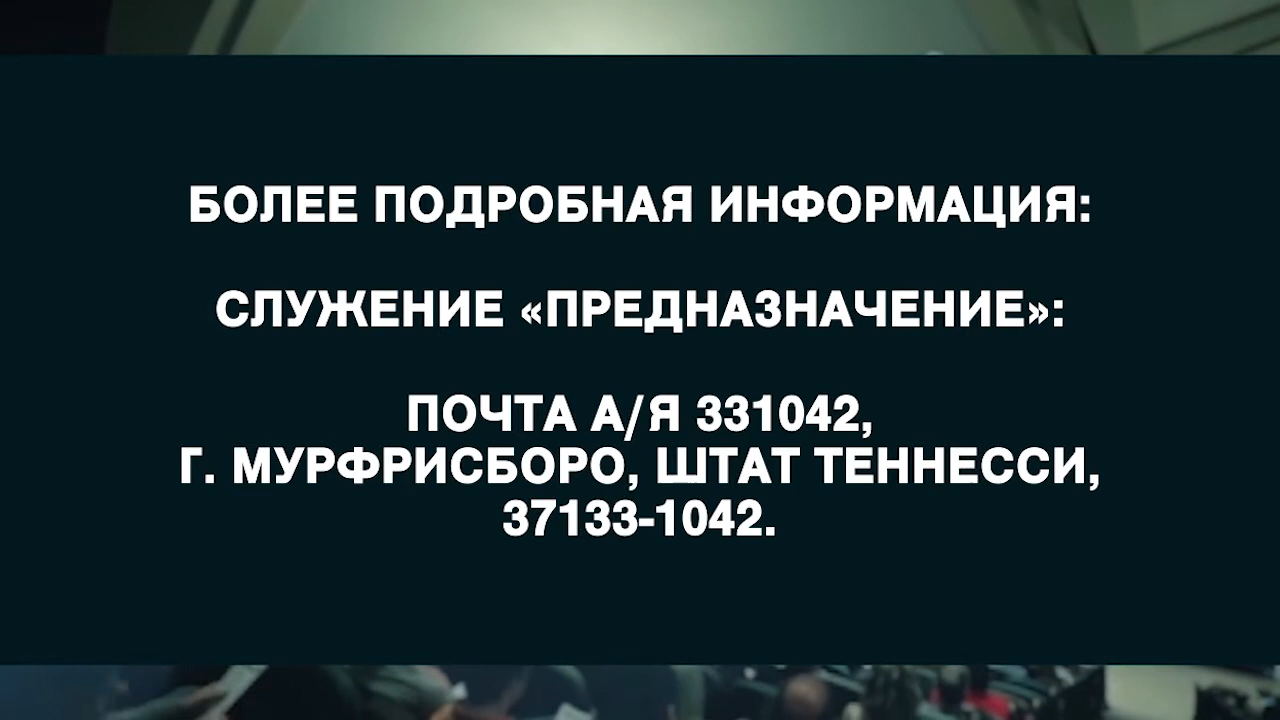 БОЛЕЕ ПОДРОБНАЯ ИНФОРМАЦИЯ:
СЛУЖЕНИЕ «ПРЕДНАЗНАЧЕНИЕ»:
ПОЧТА А/Я 331042,
Г. МУРФРИСБОРО, ШТАТ ТЕННЕССИ,
37133-1042.